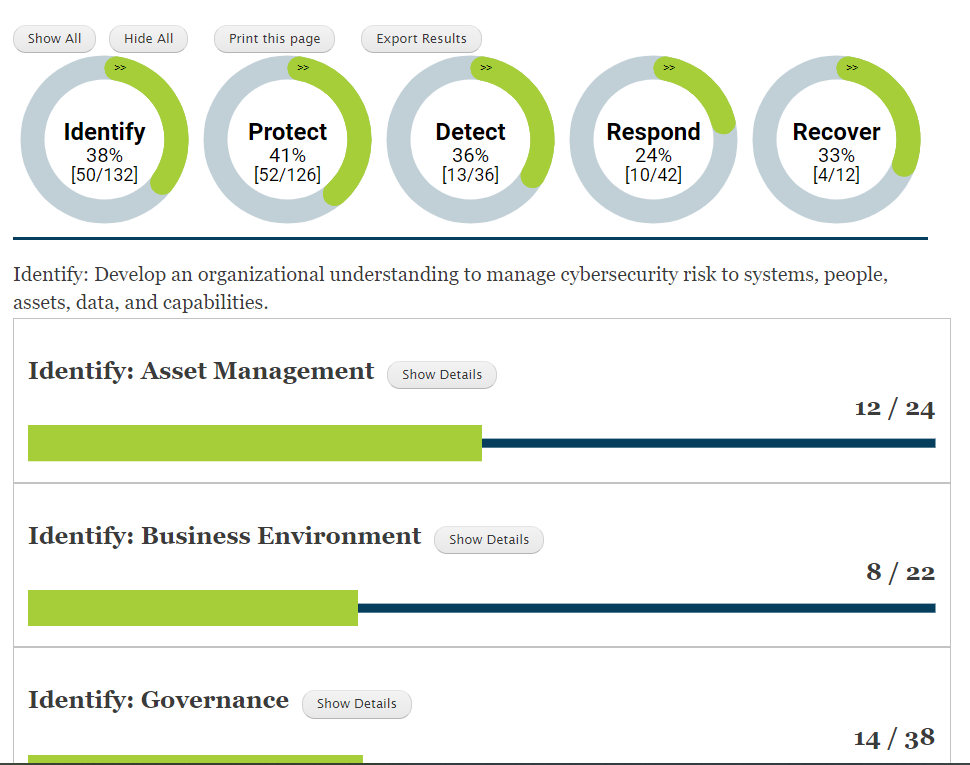 Show All Hide All Print this page Export Results
>> >> >> >> >>
Identify Protect Detect Respond Recover
38% 41% 36% 24% 33%
[50/132] [52/126] [13/36] [10/42] [4/12]
Identify: Develop an organizational understanding to manage cybersecurity risk to systems, people,
assets, data, and capabilities.
Identify: Asset Management Show Details
12 / 24
Identify: Business Environment Show Details
8 / 22
Identify: Governance Show Details
14 / 38